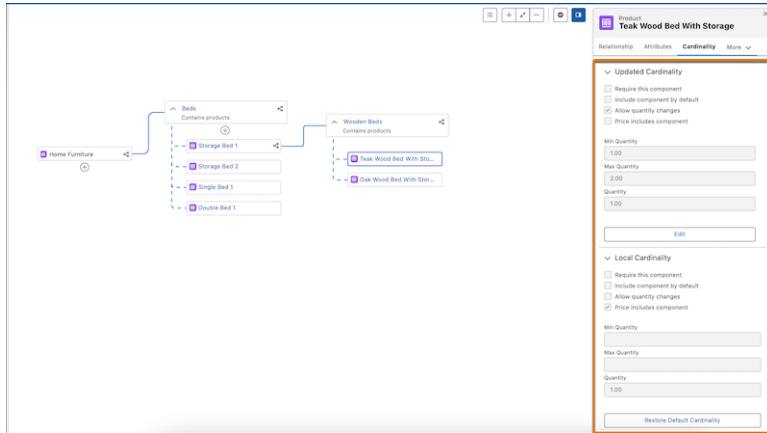 Product
Teak Wood Bed With Storage
Relationship Attributes Cardinality More
Home Furniture
Beds
Contains products
Storage Bed 1
Storage Bed 2
Single Bed 1
Double Bed 1
Wooden Beds
Contains products
Teak Wood Bed With Sto...
Oak Wood Bed With Stor...
Updated Cardinality
Require this component
Include component by default
Allow quantity changes
Price includes component
Min Quantity
1.00
Max Quantity
2.00
Quantity
1.00
Edit
Local Cardinality
Require this component
Include component by default
Allow quantity changes
Price includes component
Min Quantity
Max Quantity
Quantity
1.00
Restore Default Cardinality